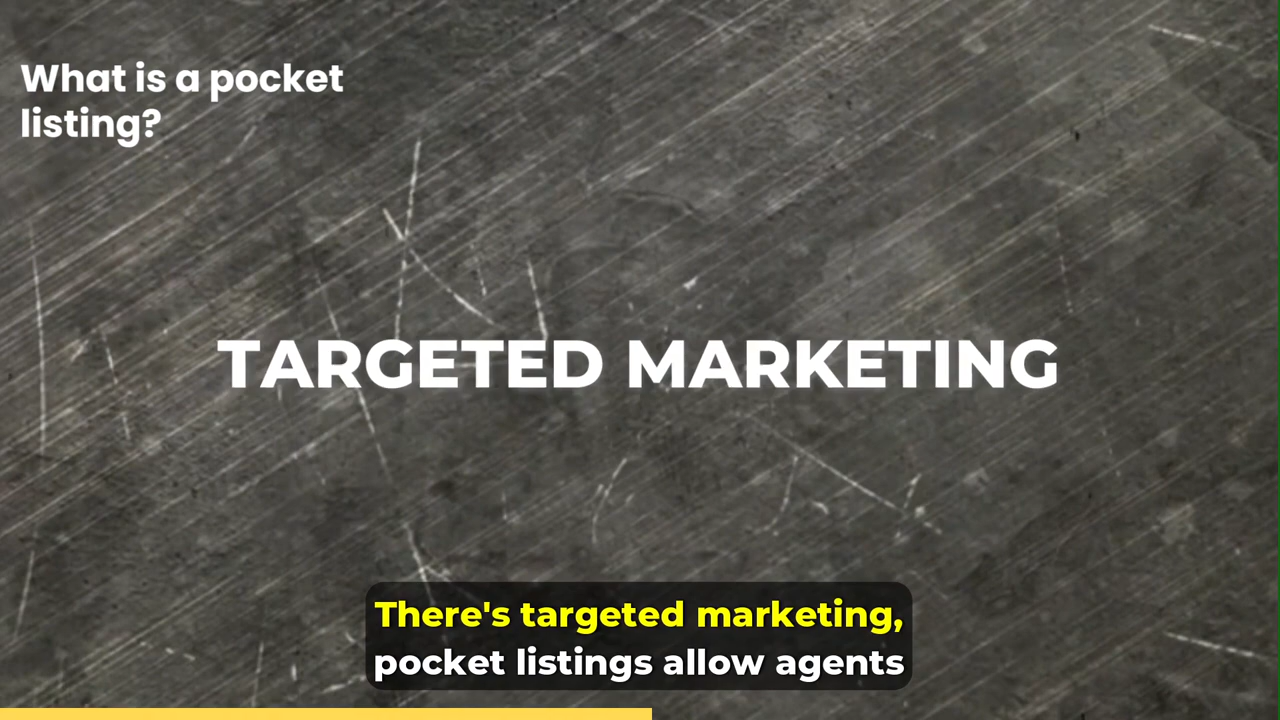 What is a pocket
listing?
TARGETED MARKETING
There's targeted marketing,
pocket listings allow agents